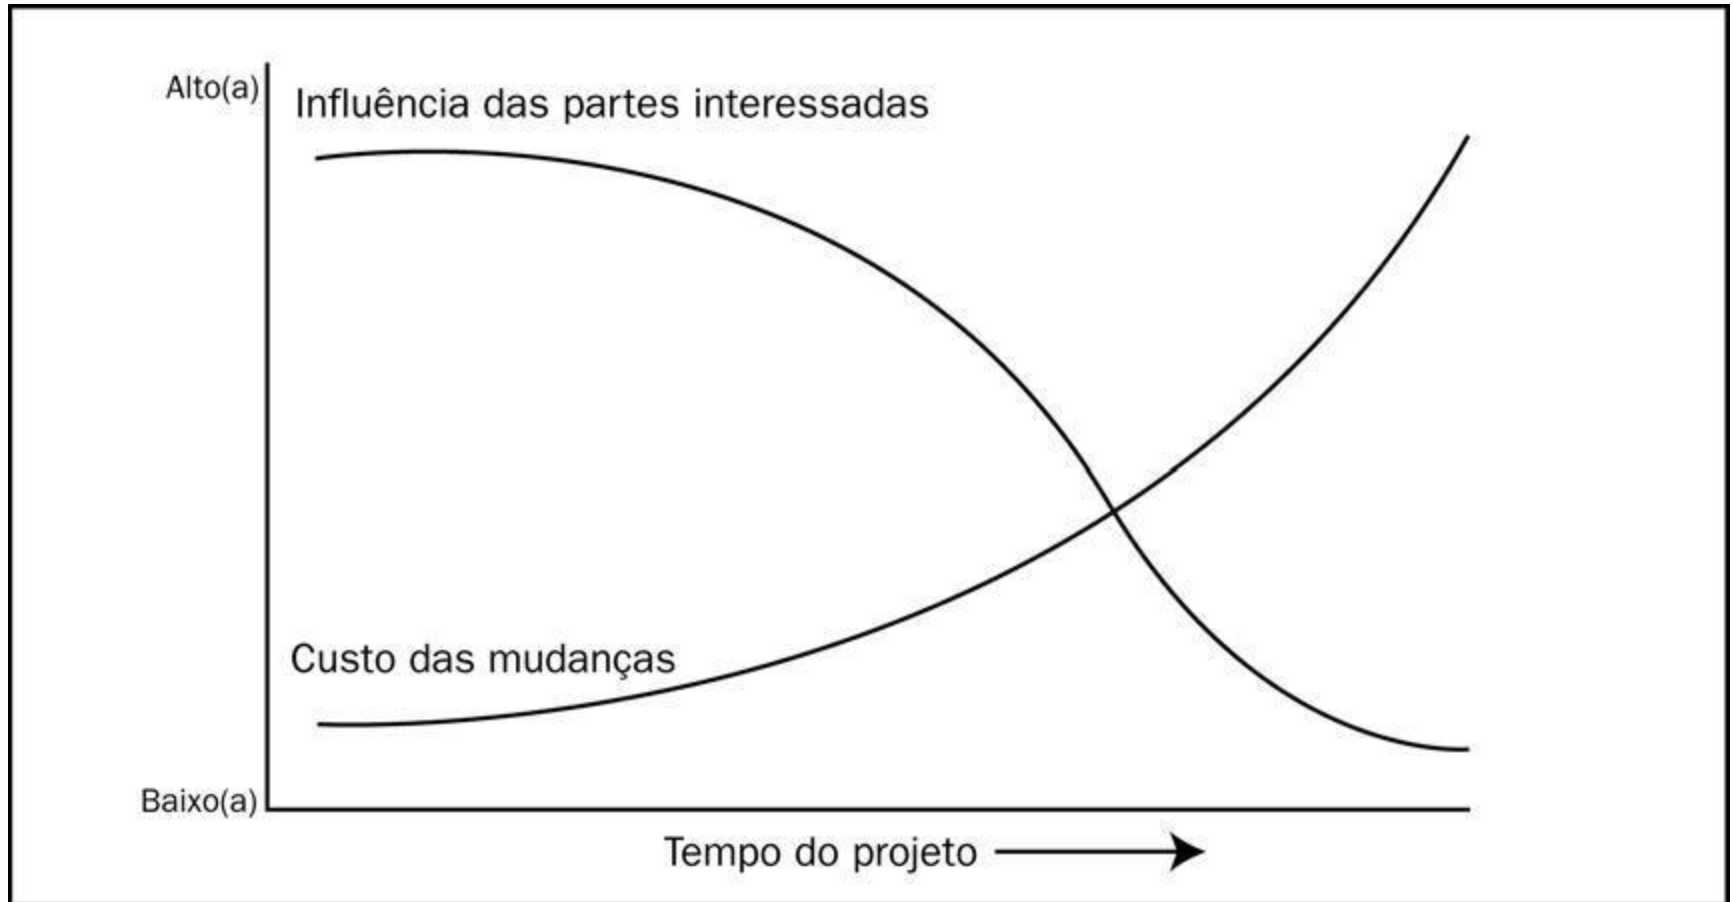 Alto(a)
Influência das partes interessadas
Custo das mudanças
Baixo(a)
Tempo do projeto